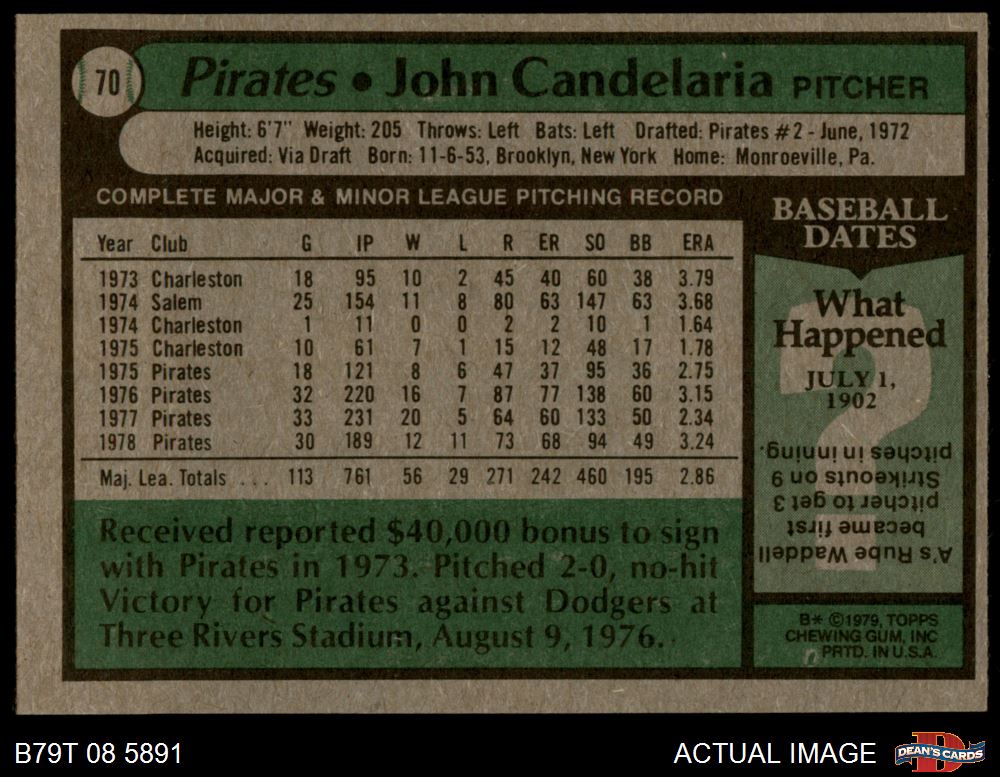 70
Pirates • John Candelaria PITCHER
Height: 6'7" Weight: 205 Throws: Left Bats: Left Drafted: Pirates #2 - June, 1972
Acquired: Via Draft Born: 11-6-53, Brooklyn, New York Home: Monroeville, Pa.
COMPLETE MAJOR & MINOR LEAGUE PITCHING RECORD
Year Club G IP W L R ER SO BB ERA
1973 Charleston 18 95 10 2 45 40 60 38 3.79
1974 Salem 25 154 11 8 80 63 147 63 3.68
1974 Charleston 1 11 0 0 2 2 10 1 1.64
1975 Charleston 10 61 7 1 15 12 48 17 1.78
1975 Pirates 18 121 8 6 47 37 95 36 2.75
1976 Pirates 32 220 16 7 87 77 138 60 3.15
1977 Pirates 33 231 20 5 64 60 133 50 2.34
1978 Pirates 30 189 12 11 73 68 94 49 3.24
Maj. Lea. Totals ... 113 761 56 29 271 242 460 195 2.86
Received reported $40,000 bonus to sign
with Pirates in 1973. Pitched 2-0, no-hit
Victory for Pirates against Dodgers at
Three Rivers Stadium, August 9, 1976.
BASEBALL
DATES
What
Happened
JULY 1,
1902
?
A's Rube Waddell
became first
pitcher to get 3
Strikeouts on 9
pitches in inning.
B* ©1979, TOPPS
CHEWING GUM, INC
PRTD. IN U.S.A.
B79T 08 5891
ACTUAL IMAGE
D
DEAN'S CARDS